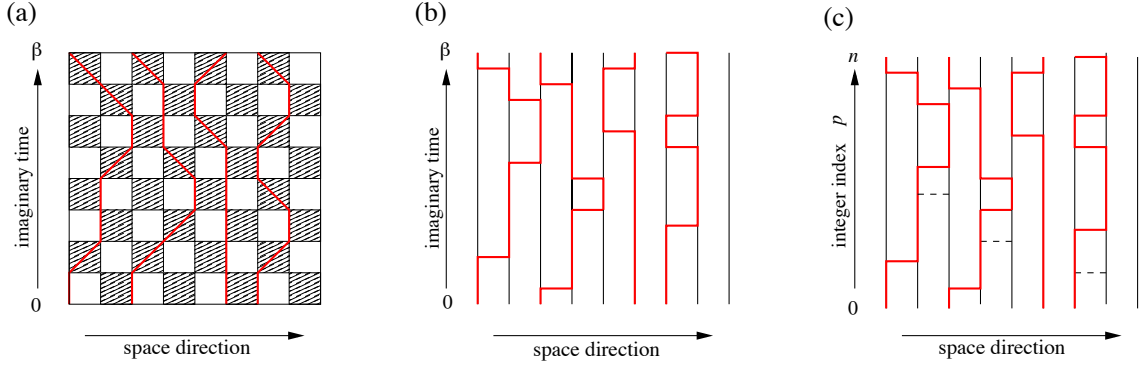 (a)
β
imaginary time
0
space direction
(b)
β
imaginary time
0
space direction
(c)
n
integer index p
0
space direction